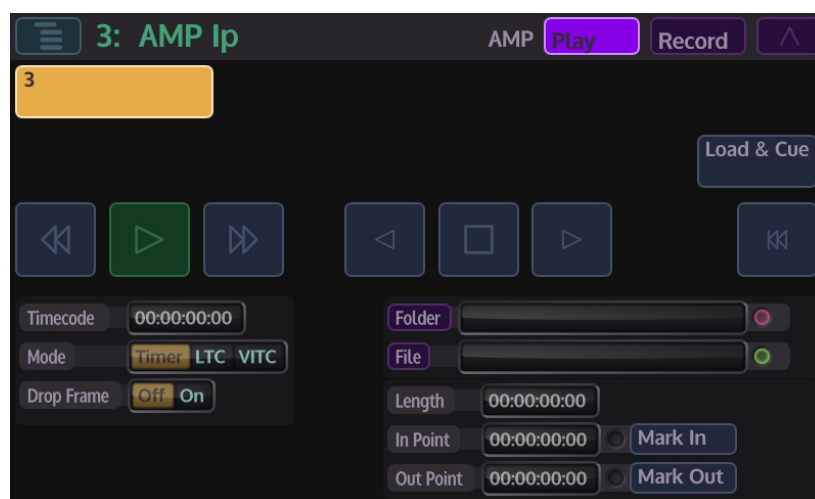 3: AMP Ip AMP Play Record
3
Load & Cue
Timecode 00:00:00:00 Folder
Mode Timer LTC VITC File
Drop Frame Off On Length 00:00:00:00
In Point 00:00:00:00 Mark In
Out Point 00:00:00:00 Mark Out